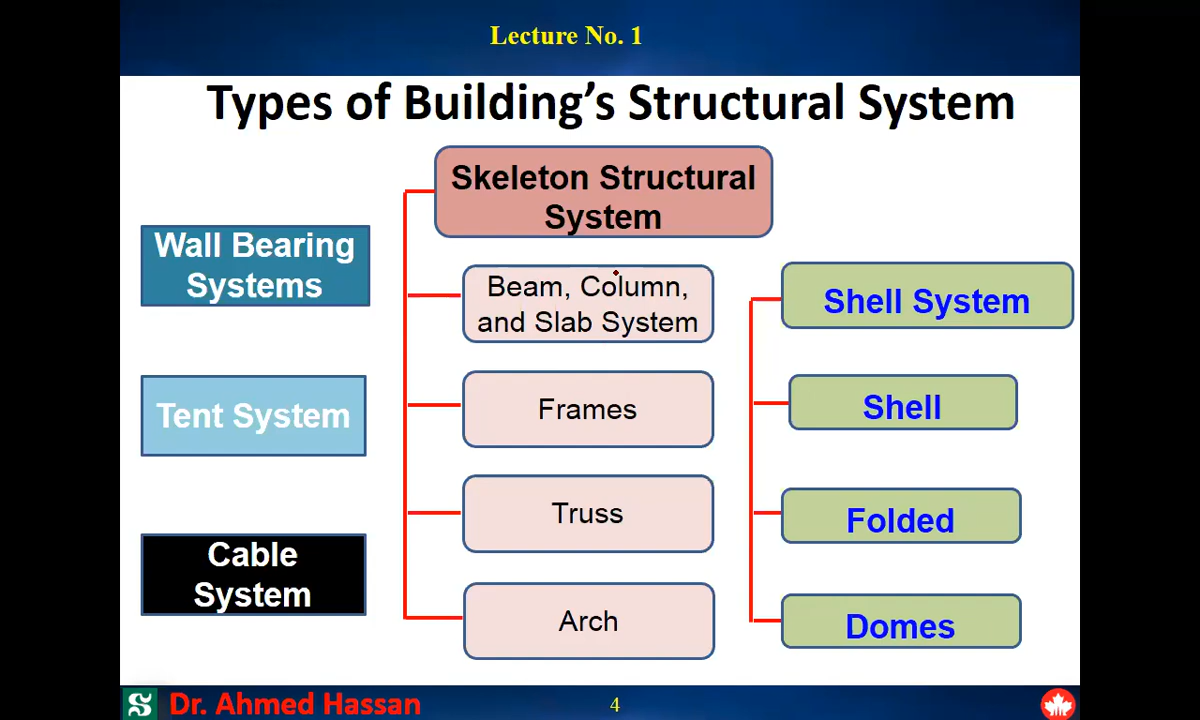 Lecture No. 1
Types of Building’s Structural System
Skeleton Structural
System
Wall Bearing
Systems
Tent System
Cable
System
Beam, Column,
and Slab System
Frames
Truss
Arch
Shell System
Shell
Folded
Domes
Dr. Ahmed Hassan
4